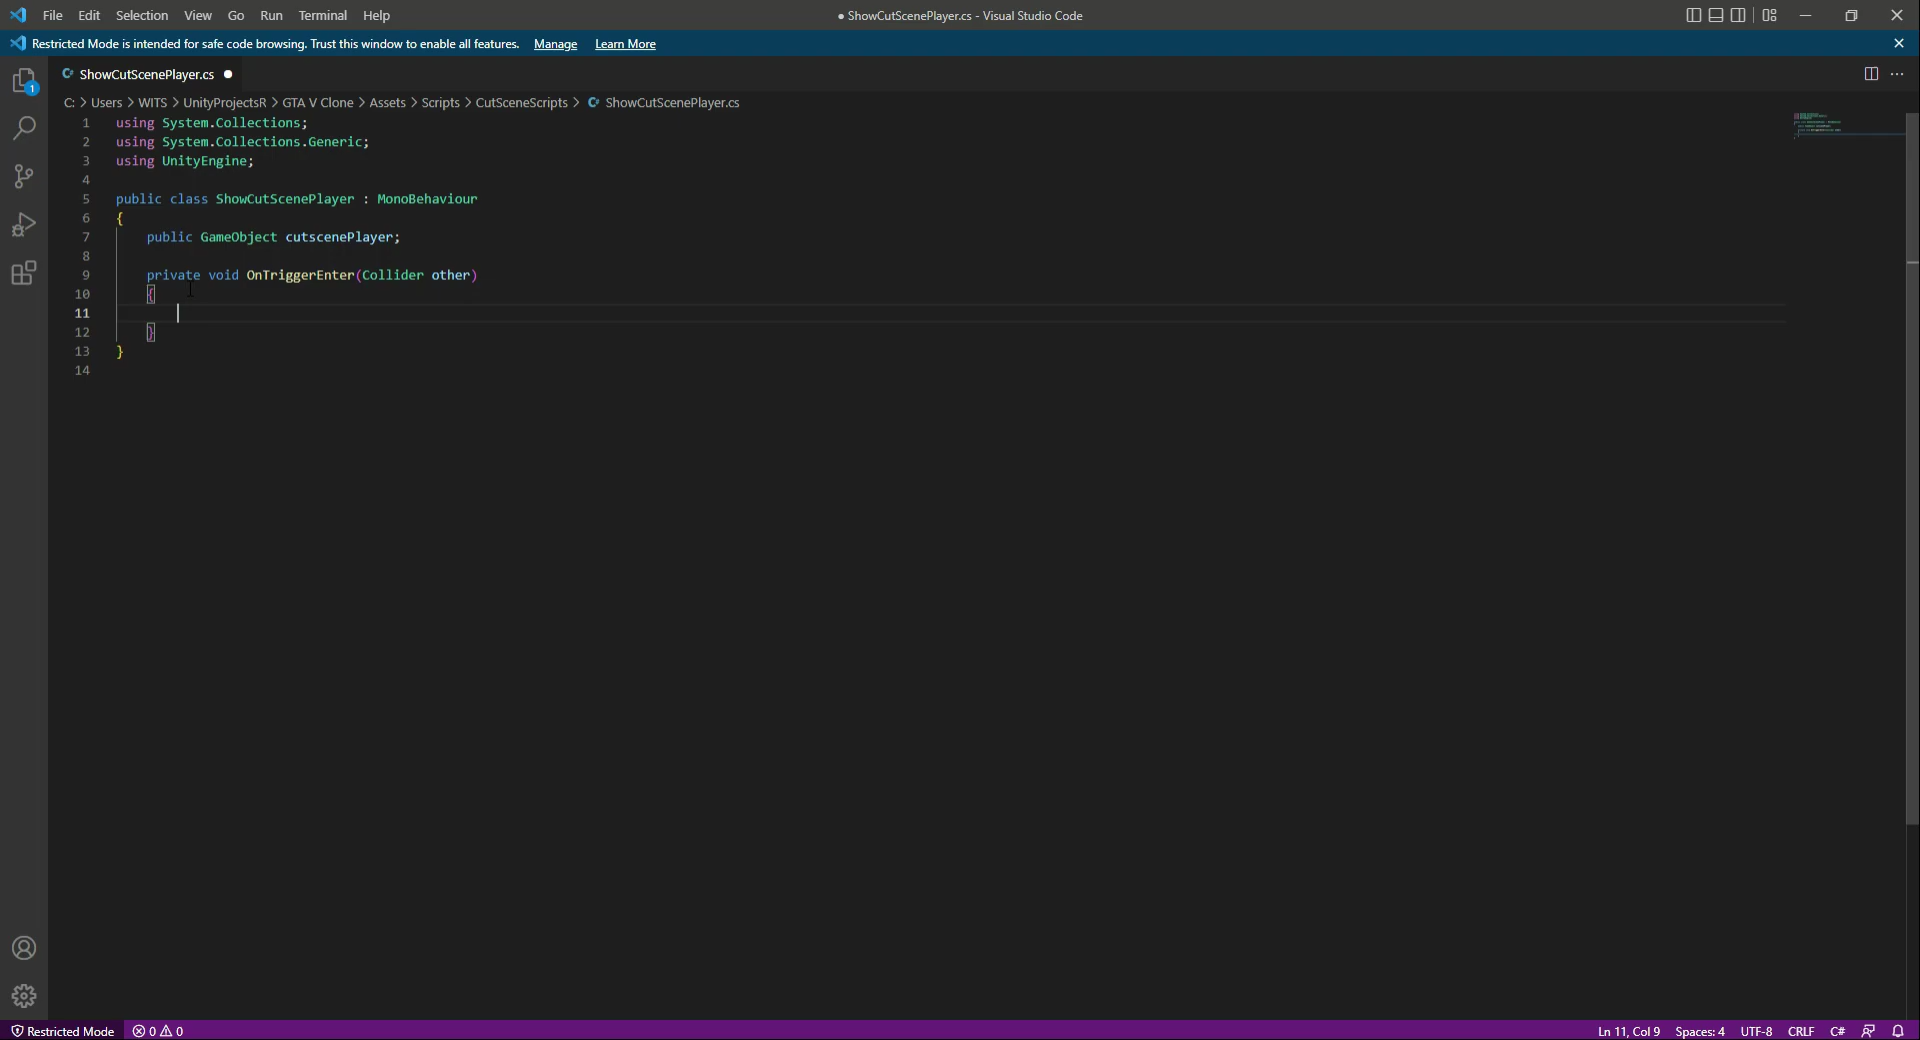 File Edit Selection View Go Run Terminal Help ● ShowCutScenePlayer.cs - Visual Studio Code
Restricted Mode is intended for safe code browsing. Trust this window to enable all features. Manage Learn More
ShowCutScenePlayer.cs
1
C: > Users > WITS > UnityProjectsR > GTA V Clone > Assets > Scripts > CutSceneScripts > ShowCutScenePlayer.cs
1 using System.Collections;
2 using System.Collections.Generic;
3 using UnityEngine;
4
5 public class ShowCutScenePlayer : MonoBehaviour
6 {
7 public GameObject cutscenePlayer;
8
9 private void OnTriggerEnter(Collider other)
10 {
11
12 }
13 }
14
Restricted Mode 0 0 Ln 11, Col 9 Spaces: 4 UTF-8 CRLF C#